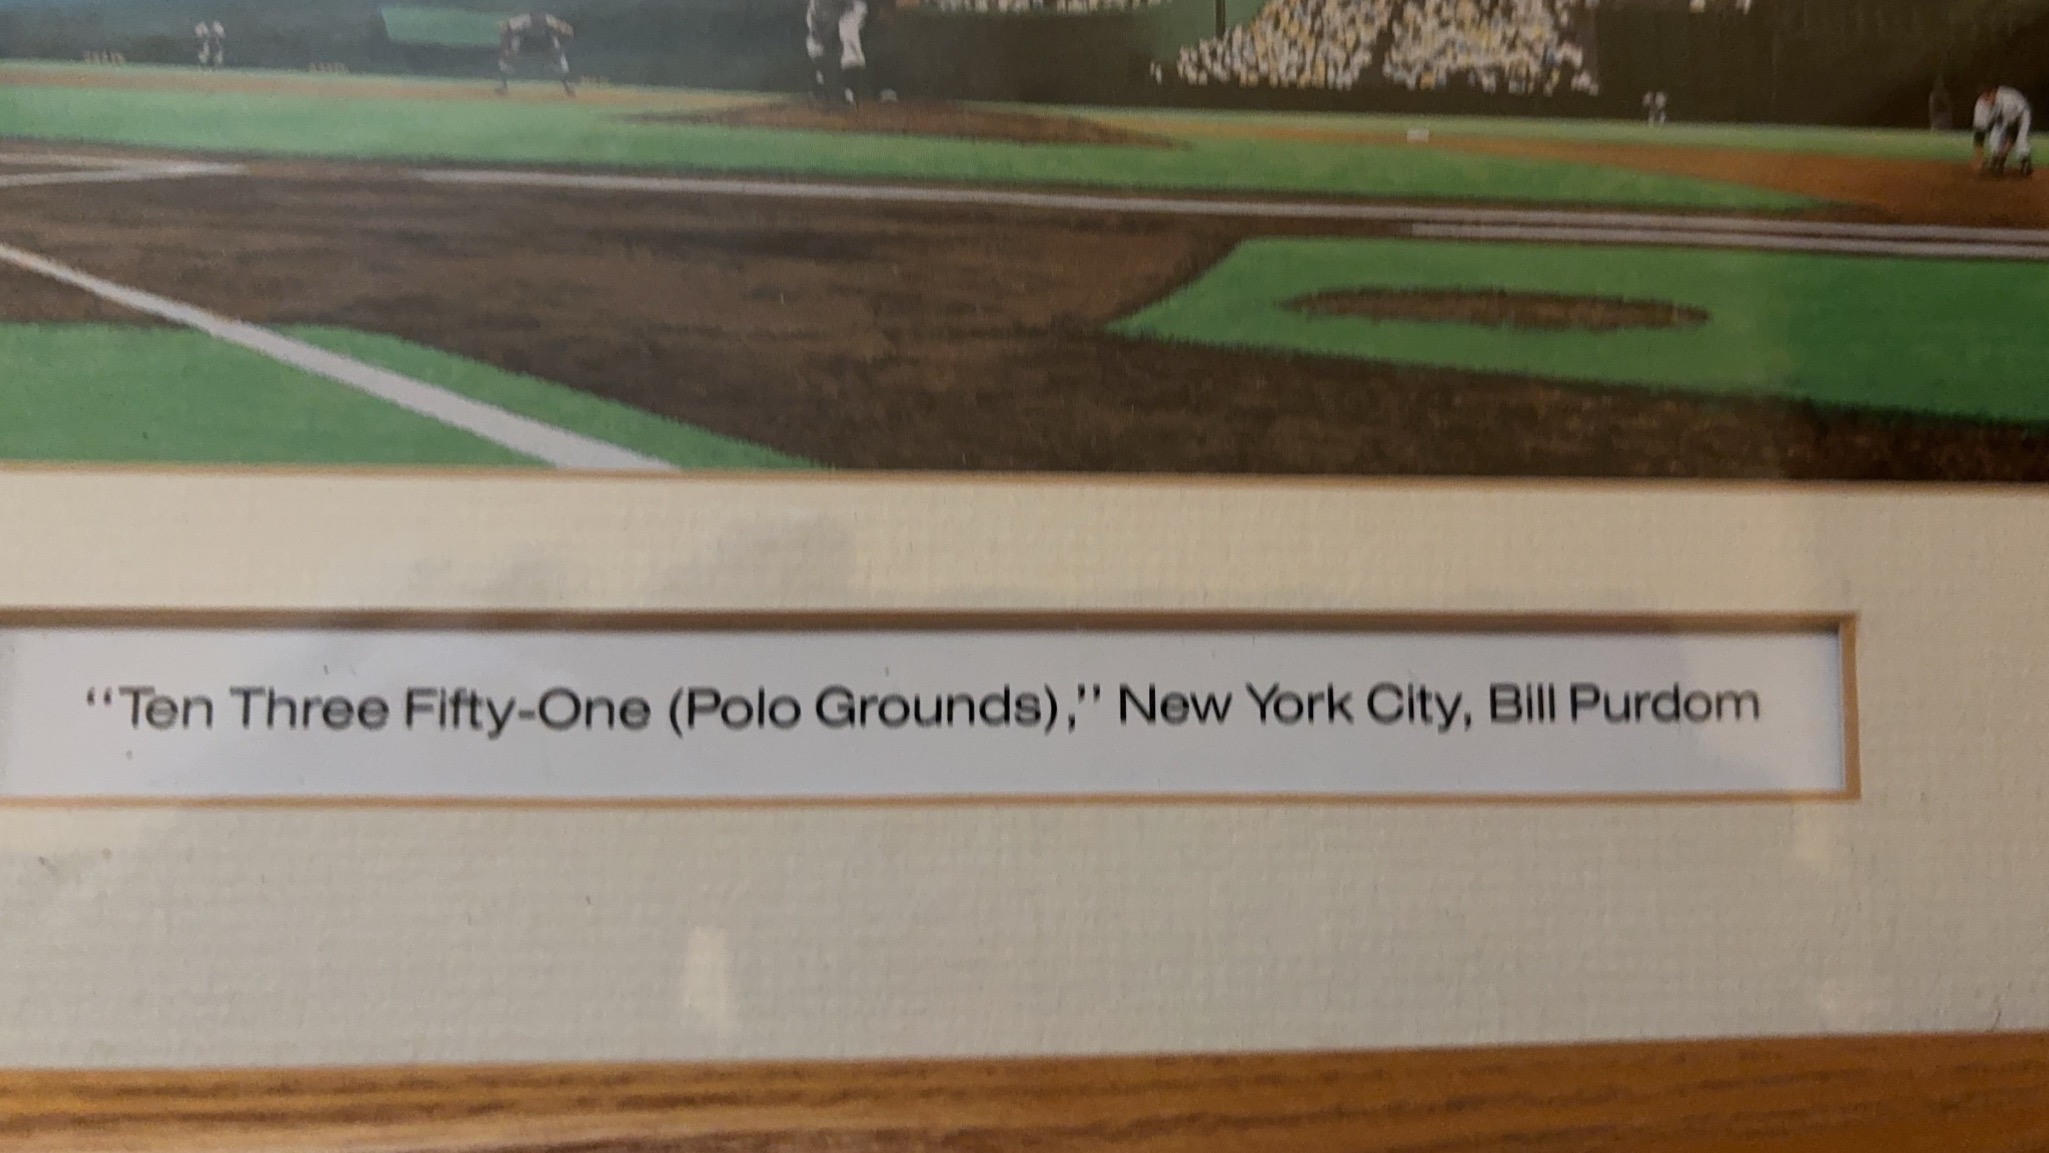 “Ten Three Fifty-One (Polo Grounds),” New York City, Bill Purdom